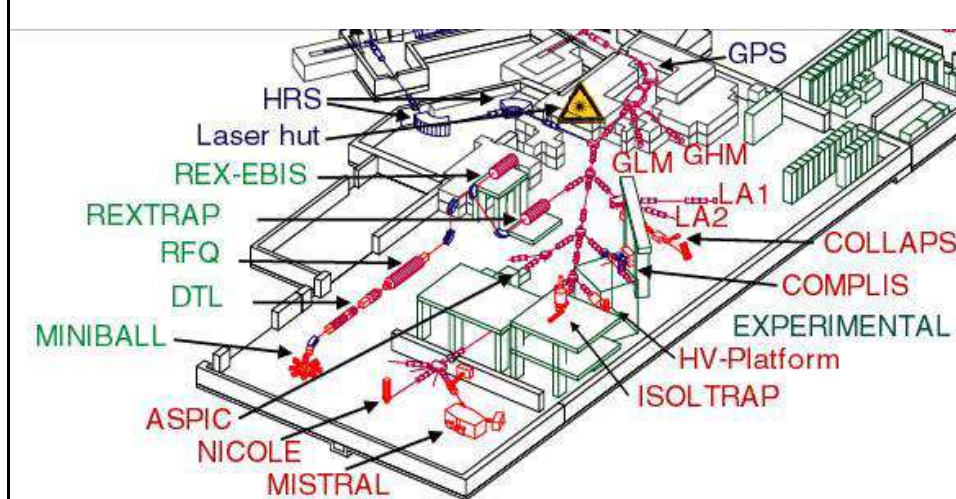 GPS
HRS
Laser hut
GLM
GHM
REX-EBIS
LA1
REXTRAP
LA2
COLLAPS
RFQ
COMPLIS
DTL
EXPERIMENTAL
MINIBALL
HV-Platform
ISOLTRAP
ASPIC
NICOLE
MISTRAL